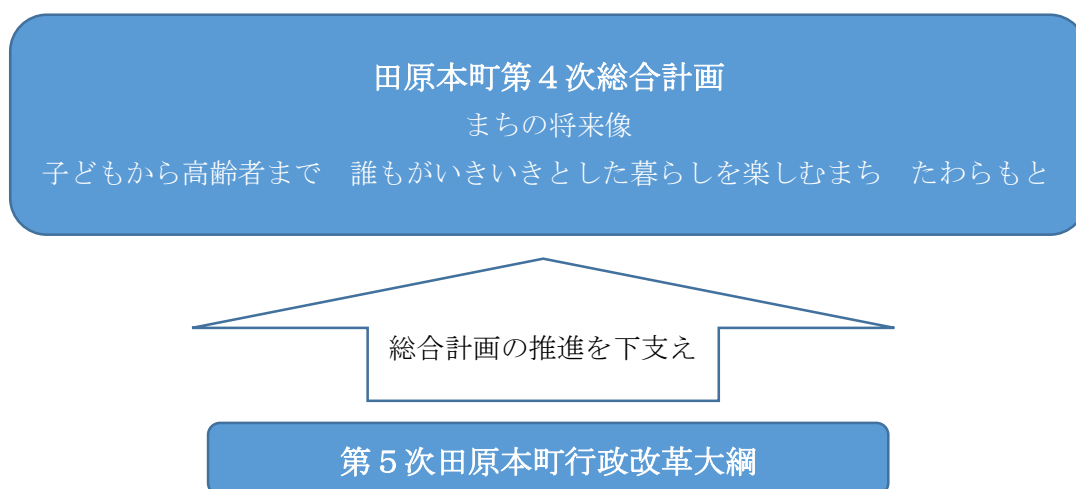 田原本町第４次総合計画
まちの将来像
子どもから高齢者まで　誰もがいきいきとした暮らしを楽しむまち　たわらもと
総合計画の推進を下支え
第５次田原本町行政改革大綱